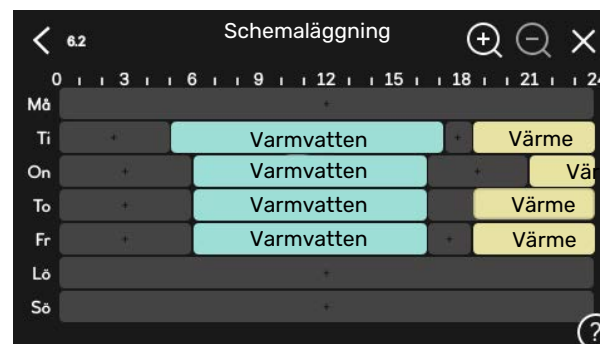 6.2 Schemaläggning
0 3 6 9 12 15 18 21 24
Må
Ti Varmvatten Värme
On Varmvatten Vär
To Varmvatten Värme
Fr Varmvatten Värme
Lö
Sö
?